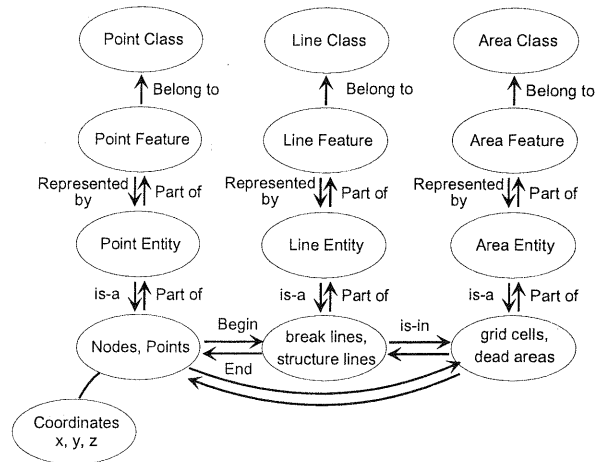 Point Class
Line Class
Area Class
Belong to
Belong to
Belong to
Point Feature
Line Feature
Area Feature
Represented
by
Part of
Represented
by
Part of
Represented
by
Part of
Point Entity
Line Entity
Area Entity
is-a
Part of
is-a
Part of
is-a
Part of
Nodes, Points
Begin
End
break lines,
structure lines
is-in
grid cells,
dead areas
Coordinates
x, y, z